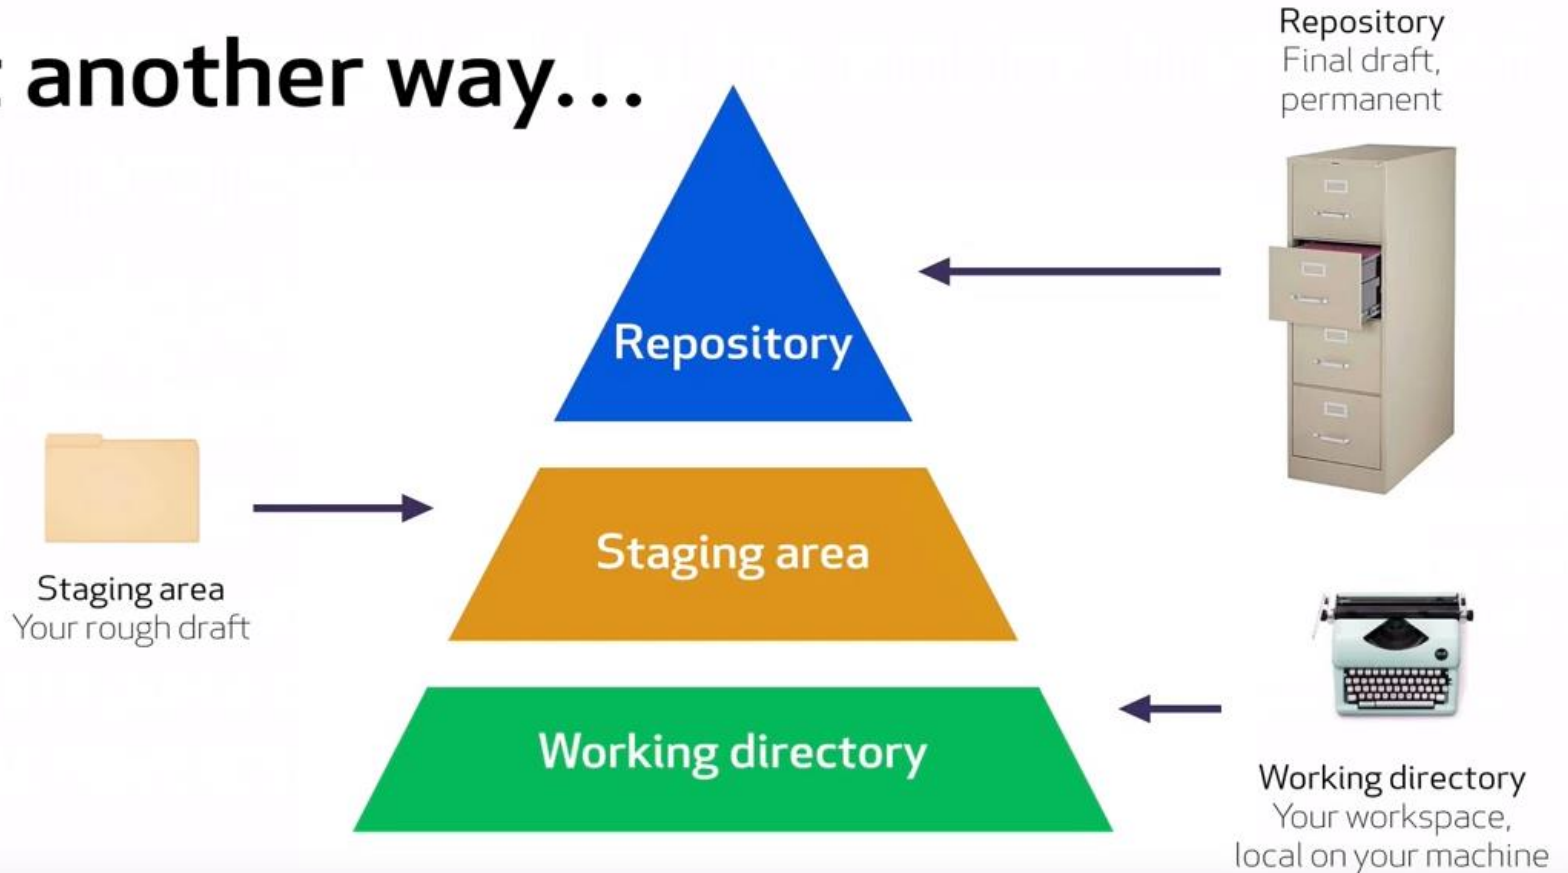 another way...
Repository
Final draft,
permanent
Repository
Staging area
Staging area
Your rough draft
Working directory
Working directory
Your workspace,
local on your machine